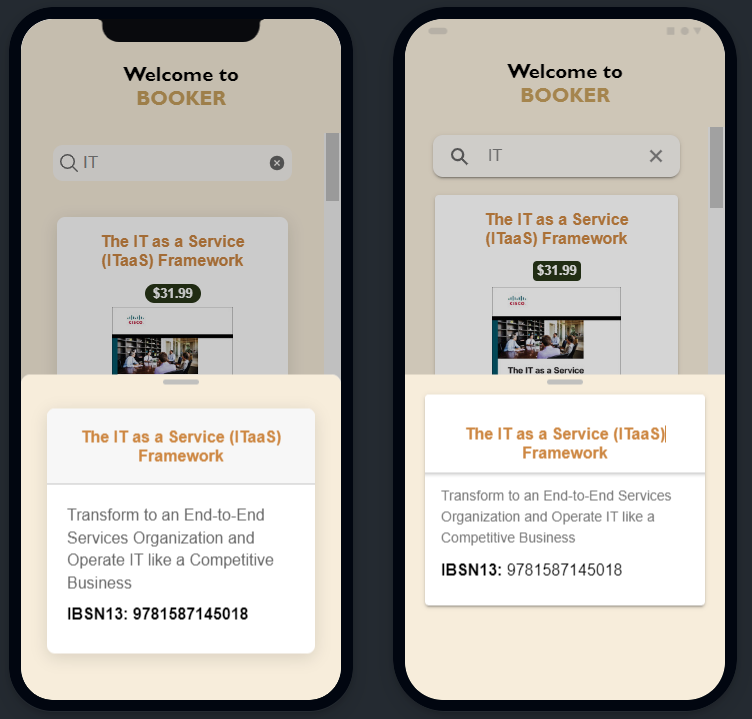 Welcome to
BOOKER
IT
The IT as a Service
(ITaaS) Framework
$31.99
CISCO
The IT as a Service (ITaaS)
Framework
Transform to an End-to-End
Services Organization and
Operate IT like a Competitive
Business
IBSN13: 9781587145018
Welcome to
BOOKER
IT
The IT as a Service
(ITaaS) Framework
$31.99
CISCO
The IT as a Service
The IT as a Service (ITaaS)
Framework
Transform to an End-to-End Services
Organization and Operate IT like a
Competitive Business
IBSN13: 9781587145018